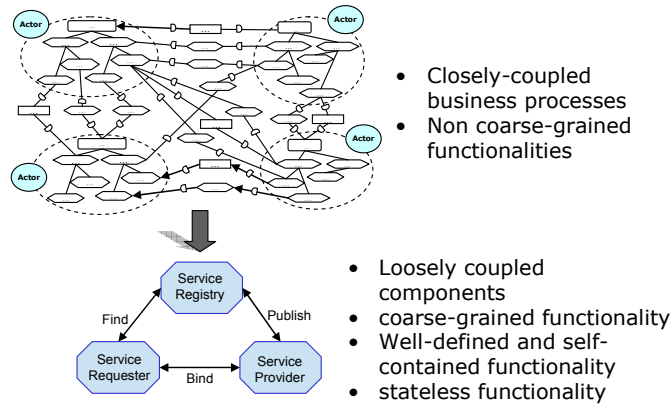 Actor
Actor
• Closely-coupled
business processes
• Non coarse-grained
functionalities
Actor
Actor
Service
Registry
Find
Publish
Service
Requester
Bind
Service
Provider
• Loosely coupled
components
• coarse-grained functionality
• Well-defined and self-
contained functionality
• stateless functionality